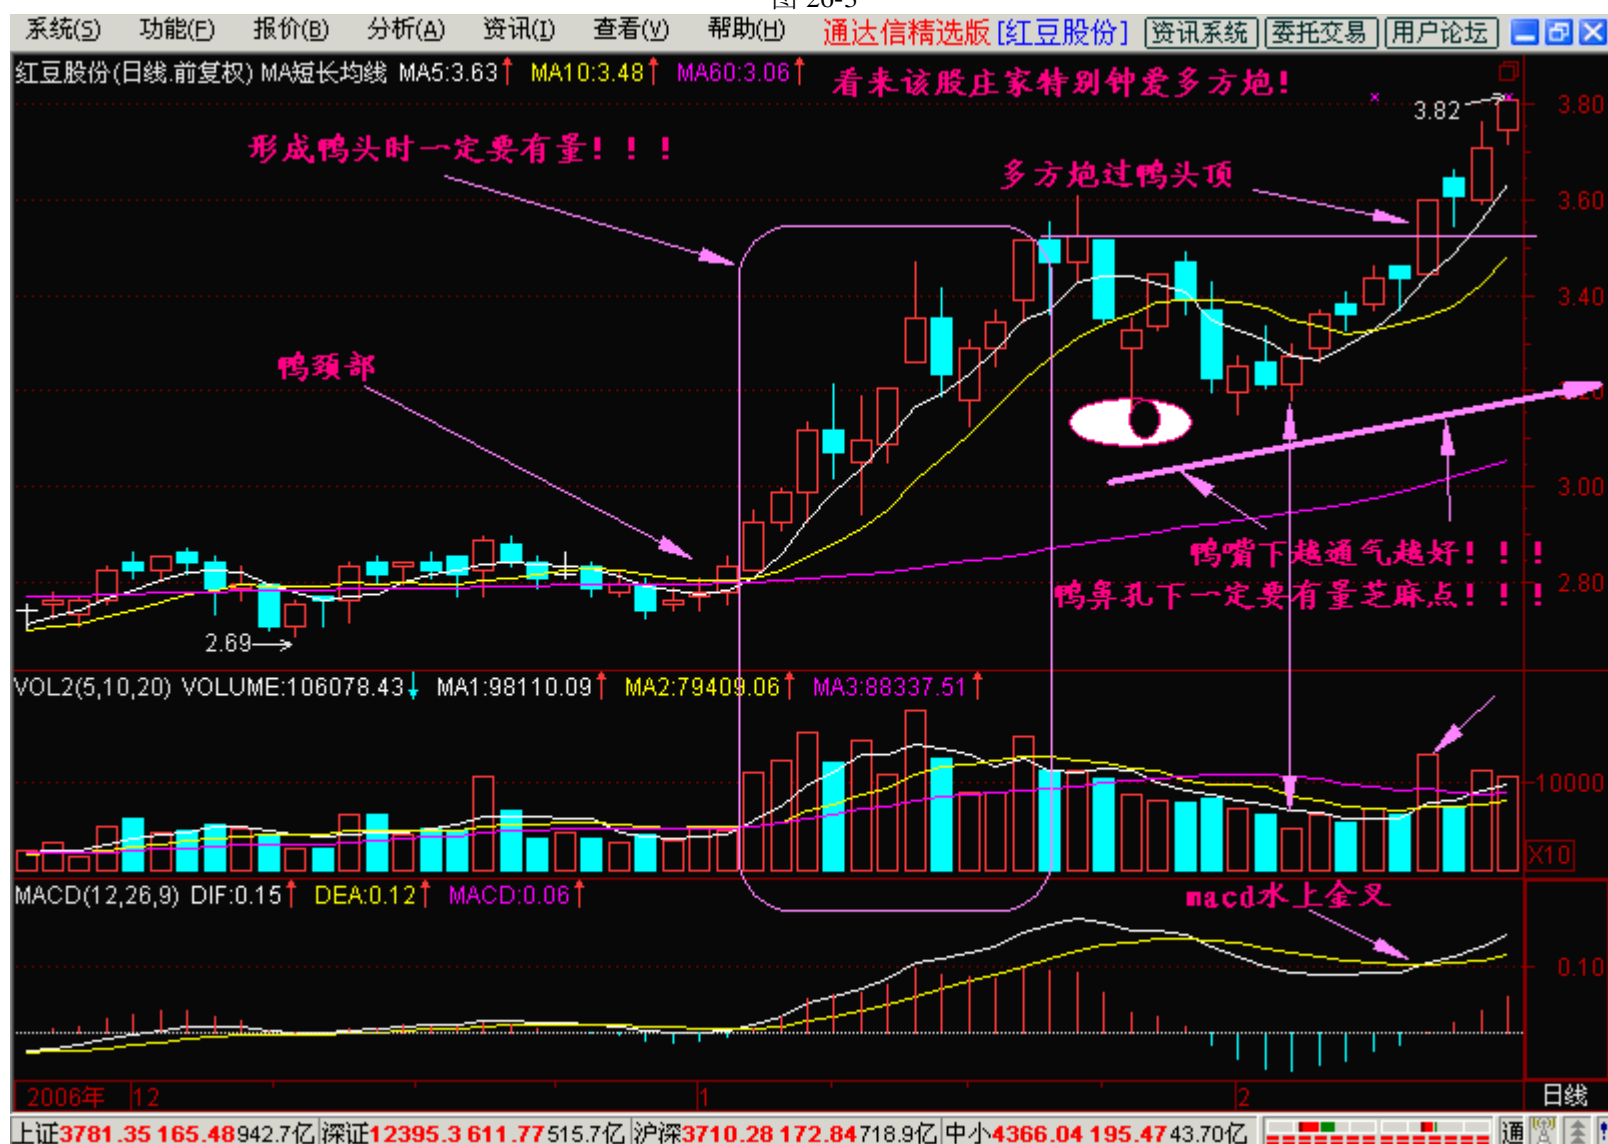 图 26-3
系统(S) 功能(F) 报价(B) 分析(A) 资讯(I) 查看(V) 帮助(H) 通达信精选版 [红豆股份] 资讯系统 委托交易 用户论坛
红豆股份(日线.前复权) MA短长均线 MA5:3.63↑ MA10:3.48↑ MA60:3.06↑
看来该股庄家特别钟爱多方炮!
3.82
3.80
形成鸭头时一定要有量!!!
多方炮过鸭头顶
3.60
3.40
鸭颈部
3.20
3.00
鸭嘴下越通气越好!!!
2.80
鸭鼻孔下一定要有量芝麻点!!!
2.69
VOL2(5,10,20) VOLUME:106078.43↓ MA1:98110.09↑ MA2:79409.06↑ MA3:88337.51↑
10000
X10
MACD(12,26,9) DIF:0.15↑ DEA:0.12↑ MACD:0.06↑
macd水上金叉
0.10
2006年 12 1 2 日线
上证3781.35 165.48 942.7亿 深证12395.3 611.77 515.7亿 沪深3710.28 172.84 718.9亿 中小4366.04 195.47 43.70亿 通